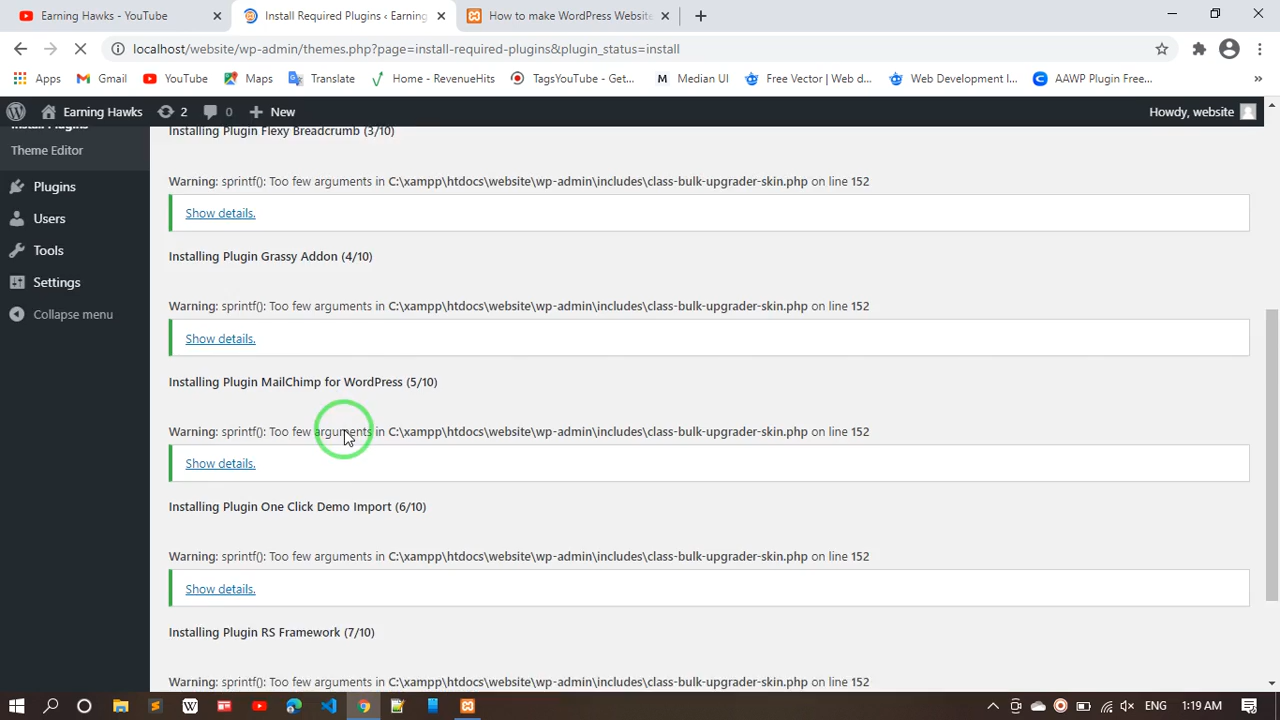 Earning Hawks - YouTube
Install Required Plugins ‹ Earning
How to make WordPress Website
localhost/website/wp-admin/themes.php?page=install-required-plugins&plugin_status=install
Apps Gmail YouTube Maps Translate Home - RevenueHits TagsYouTube - Get... Median UI Free Vector | Web d... Web Development I... AAWP Plugin Free...
Earning Hawks 2 0 New Howdy, website
Theme Editor
Plugins
Users
Tools
Settings
Collapse menu
Installing Plugin Flexy Breadcrumb (3/10)
Warning: sprintf(): Too few arguments in C:\xampp\htdocs\website\wp-admin\includes\class-bulk-upgrader-skin.php on line 152
Show details.
Installing Plugin Grassy Addon (4/10)
Warning: sprintf(): Too few arguments in C:\xampp\htdocs\website\wp-admin\includes\class-bulk-upgrader-skin.php on line 152
Show details.
Installing Plugin MailChimp for WordPress (5/10)
Warning: sprintf(): Too few arguments in C:\xampp\htdocs\website\wp-admin\includes\class-bulk-upgrader-skin.php on line 152
Show details.
Installing Plugin One Click Demo Import (6/10)
Warning: sprintf(): Too few arguments in C:\xampp\htdocs\website\wp-admin\includes\class-bulk-upgrader-skin.php on line 152
Show details.
Installing Plugin RS Framework (7/10)
Warning: sprintf(): Too few arguments in C:\xampp\htdocs\website\wp-admin\includes\class-bulk-upgrader-skin.php on line 152
ENG 1:19 AM